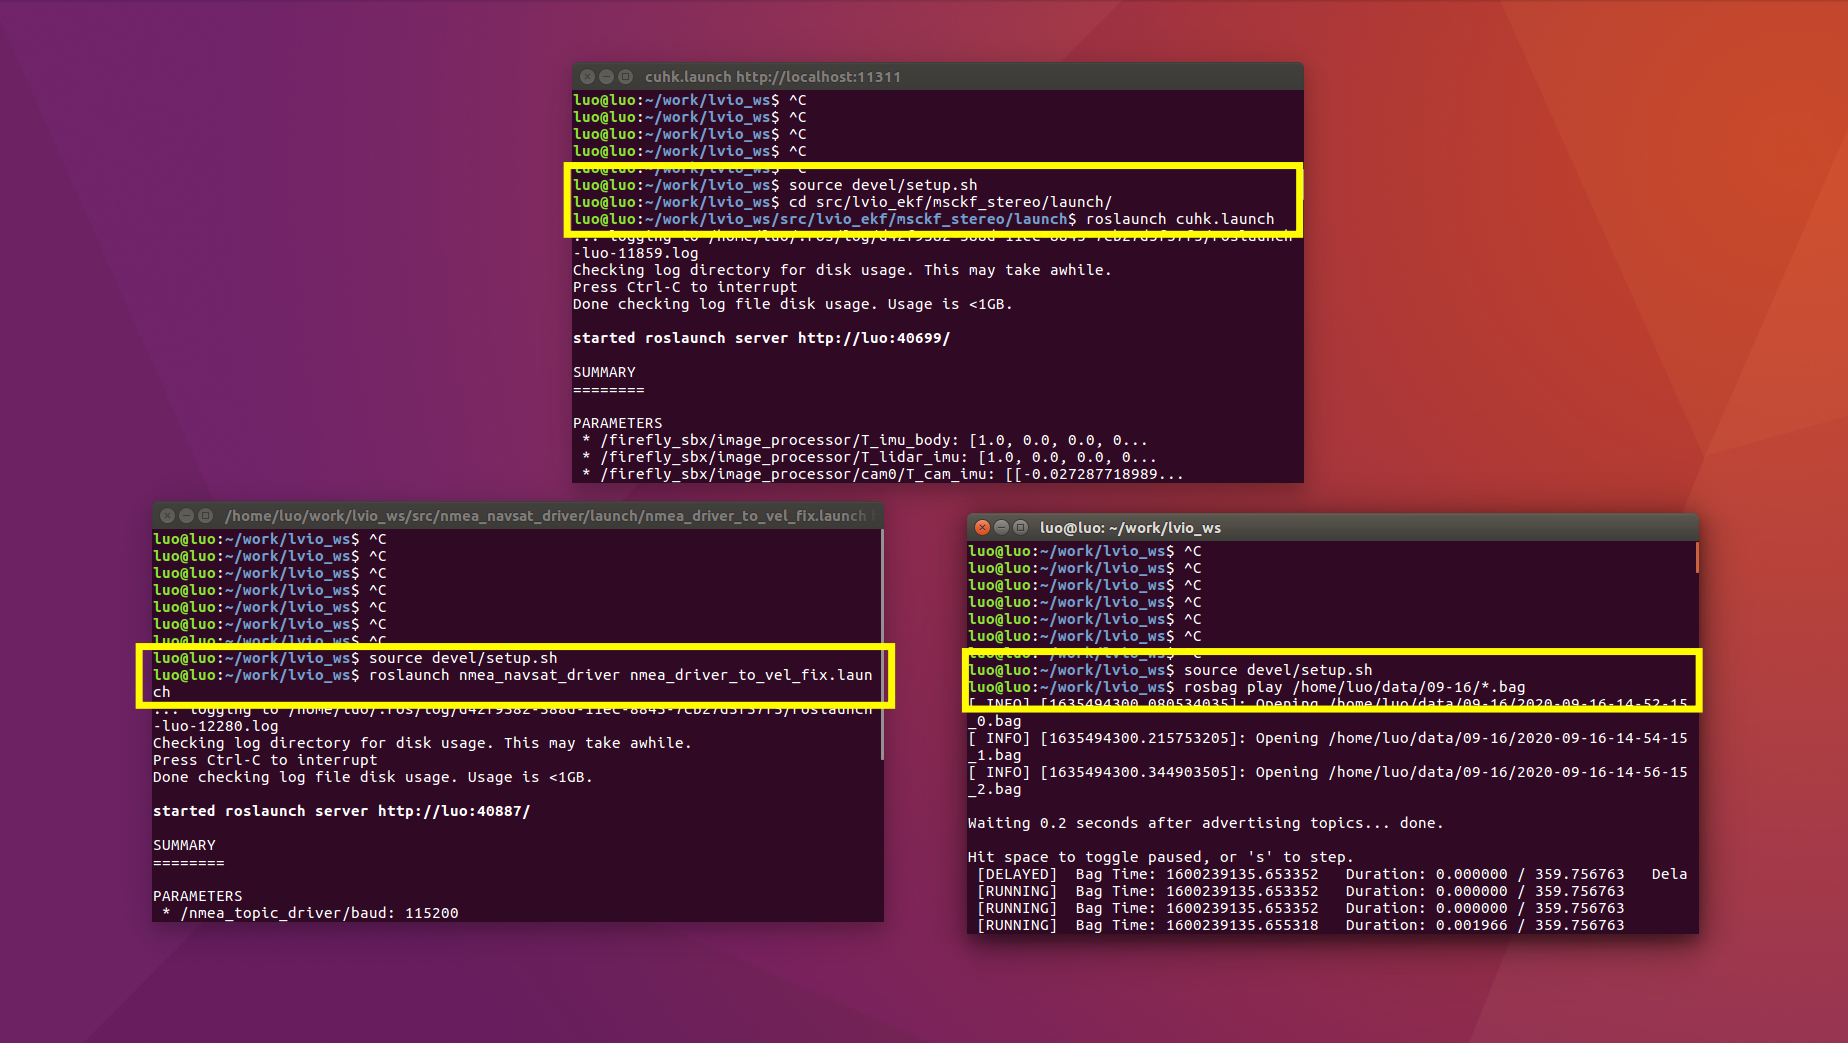 cuhk.launch http://localhost:11311
luo@luo:~/work/lvio_ws$ ^C
luo@luo:~/work/lvio_ws$ ^C
luo@luo:~/work/lvio_ws$ ^C
luo@luo:~/work/lvio_ws$ ^C
luo@luo:~/work/lvio_ws$ ^C
luo@luo:~/work/lvio_ws$ source devel/setup.sh
luo@luo:~/work/lvio_ws$ cd src/lvio_ekf/msckf_stereo/launch/
luo@luo:~/work/lvio_ws/src/lvio_ekf/msckf_stereo/launch$ roslaunch cuhk.launch
... logging to
-luo-11859.log
Checking log directory for disk usage. This may take awhile.
Press Ctrl-C to interrupt
Done checking log file disk usage. Usage is <1GB.
started roslaunch server http://luo:40699/
SUMMARY
========
PARAMETERS
* /firefly_sbx/image_processor/T_imu_body: [1.0, 0.0, 0.0, 0...
* /firefly_sbx/image_processor/T_lidar_imu: [1.0, 0.0, 0.0, 0...
* /firefly_sbx/image_processor/cam0/T_cam_imu: [[-0.027287718989...
/home/luo/work/lvio_ws/src/nmea_navsat_driver/launch/nmea_driver_to_vel_fix.launch
luo@luo:~/work/lvio_ws$ ^C
luo@luo:~/work/lvio_ws$ ^C
luo@luo:~/work/lvio_ws$ ^C
luo@luo:~/work/lvio_ws$ ^C
luo@luo:~/work/lvio_ws$ ^C
luo@luo:~/work/lvio_ws$ ^C
luo@luo:~/work/lvio_ws$ ^C
luo@luo:~/work/lvio_ws$ source devel/setup.sh
luo@luo:~/work/lvio_ws$ roslaunch nmea_navsat_driver nmea_driver_to_vel_fix.laun
ch
... logging to
-luo-12280.log
Checking log directory for disk usage. This may take awhile.
Press Ctrl-C to interrupt
Done checking log file disk usage. Usage is <1GB.
started roslaunch server http://luo:40887/
SUMMARY
========
PARAMETERS
* /nmea_topic_driver/baud: 115200
luo@luo: ~/work/lvio_ws
luo@luo:~/work/lvio_ws$ ^C
luo@luo:~/work/lvio_ws$ ^C
luo@luo:~/work/lvio_ws$ ^C
luo@luo:~/work/lvio_ws$ ^C
luo@luo:~/work/lvio_ws$ ^C
luo@luo:~/work/lvio_ws$ ^C
luo@luo:~/work/lvio_ws$ ^C
luo@luo:~/work/lvio_ws$ source devel/setup.sh
luo@luo:~/work/lvio_ws$ rosbag play /home/luo/data/09-16/*.bag
[ INFO] [1635494300.080534035]: Opening /home/luo/data/09-16/2020-09-16-14-52-15
_0.bag
[ INFO] [1635494300.215753205]: Opening /home/luo/data/09-16/2020-09-16-14-54-15
_1.bag
[ INFO] [1635494300.344903505]: Opening /home/luo/data/09-16/2020-09-16-14-56-15
_2.bag
Waiting 0.2 seconds after advertising topics... done.
Hit space to toggle paused, or 's' to step.
[DELAYED]  Bag Time: 1600239135.653352   Duration: 0.000000 / 359.756763   Dela
[RUNNING]  Bag Time: 1600239135.653352   Duration: 0.000000 / 359.756763
[RUNNING]  Bag Time: 1600239135.653352   Duration: 0.000000 / 359.756763
[RUNNING]  Bag Time: 1600239135.655318   Duration: 0.001966 / 359.756763